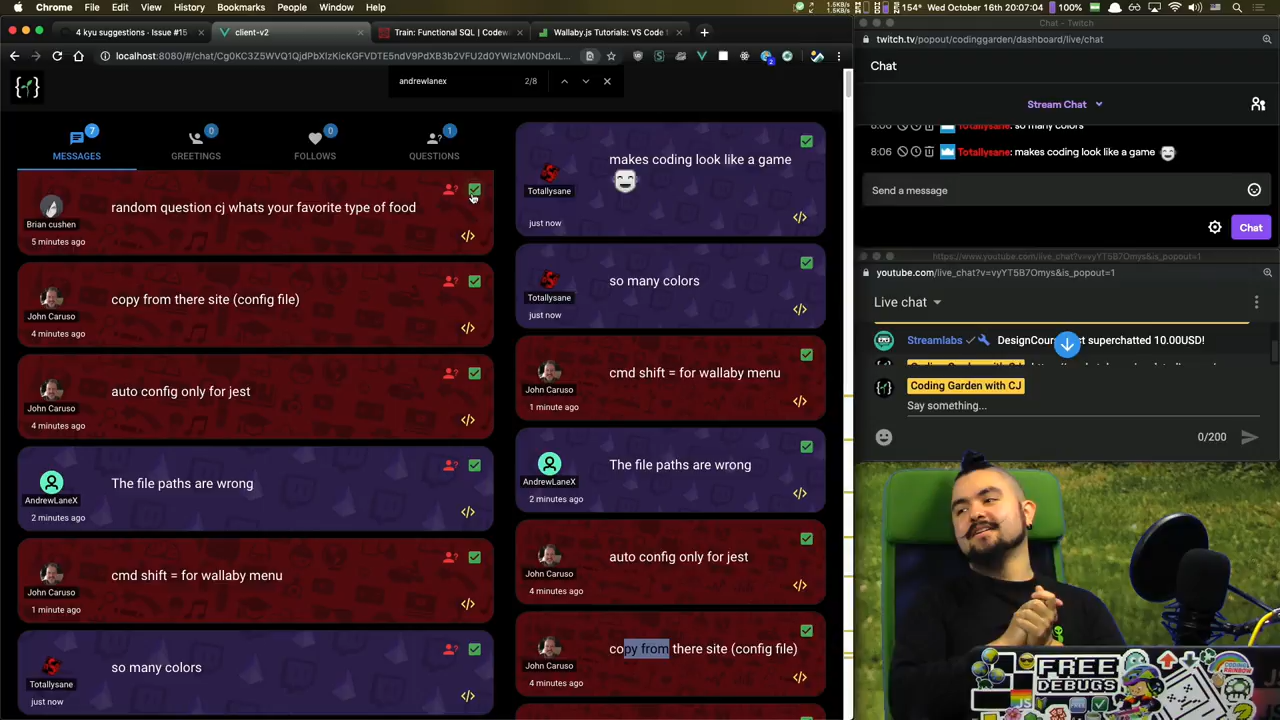 Chrome File Edit View History Bookmarks People Window Help
154° Wed October 16th 20:07:04 100%
4 kyu suggestions · Issue #15
client-v2
Train: Functional SQL | Codew
Wallaby.js Tutorials: VS Code
andrewlanex 2/8
MESSAGES 7
GREETINGS 0
FOLLOWS 0
QUESTIONS 1
random question cj whats your favorite type of food
Brian cushen
5 minutes ago
copy from there site (config file)
John Caruso
4 minutes ago
auto config only for jest
John Caruso
4 minutes ago
The file paths are wrong
AndrewLaneX
2 minutes ago
cmd shift = for wallaby menu
John Caruso
1 minute ago
so many colors
Totallysane
just now
makes coding look like a game
Totallysane
just now
so many colors
Totallysane
just now
cmd shift = for wallaby menu
John Caruso
1 minute ago
The file paths are wrong
AndrewLaneX
2 minutes ago
auto config only for jest
John Caruso
4 minutes ago
copy from there site (config file)
John Caruso
4 minutes ago
Chat - Twitch
twitch.tv/popout/codinggarden/dashboard/live/chat
Chat
Stream Chat
8:06 Totallysane: so many colors
8:06 Totallysane: makes coding look like a game
Send a message
Chat
https://www.youtube.com/live_chat?v=vyYT5B7Omys&is_popout=1
youtube.com/live_chat?v=vyYT5B7Omys&is_popout=1
Live chat
Streamlabs
superchatted 10.00USD!
Coding Garden with CJ
Say something...
0/200
FREE
DEBUGS
CODING
RAINBOW
JS